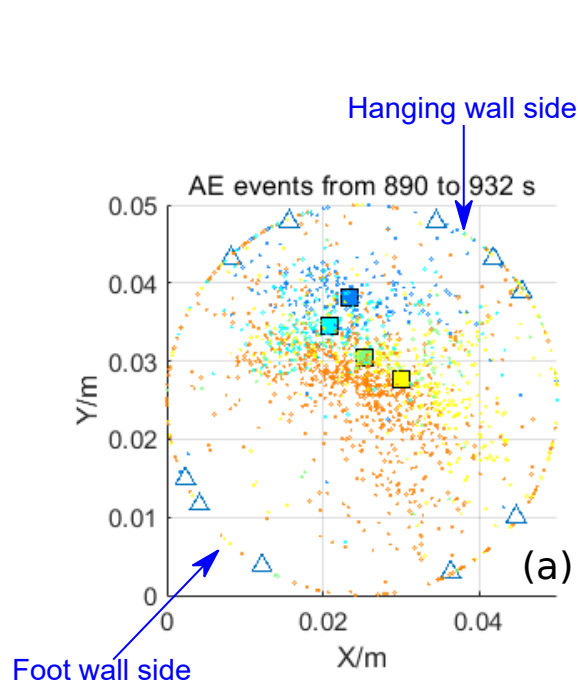 Hanging wall side
AE events from 890 to 932 s
0.05
0.04
0.03
0.02
0.01
0
Y/m
0
0.02
0.04
X/m
(a)
Foot wall side